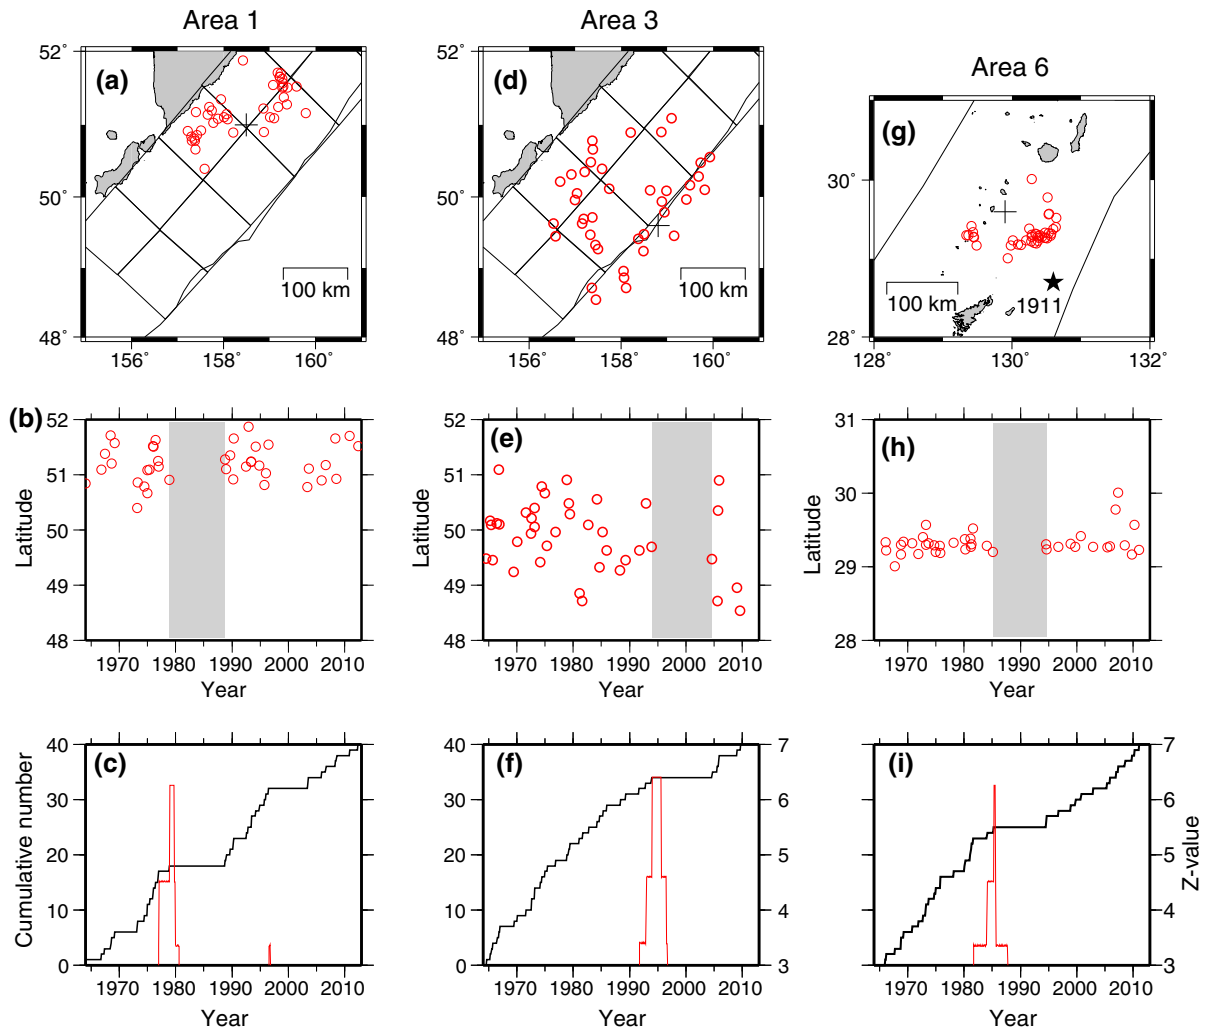 Area 1
Area 3
Area 6
(a)
(d)
(g)
52°
50°
48°
156°
158°
160°
100 km
52°
50°
48°
156°
158°
160°
100 km
30°
28°
128°
130°
132°
100 km
1911
(b)
52
51
50
49
48
Latitude
1970 1980 1990 2000 2010
Year
(e)
52
51
50
49
48
Latitude
1970 1980 1990 2000 2010
Year
(h)
31
30
29
28
Latitude
1970 1980 1990 2000 2010
Year
(c)
40
30
20
10
0
Cumulative number
1970 1980 1990 2000 2010
Year
(f)
40
30
20
10
0
7
6
5
4
3
1970 1980 1990 2000 2010
Year
(i)
7
6
5
4
3
Z-value
1970 1980 1990 2000 2010
Year